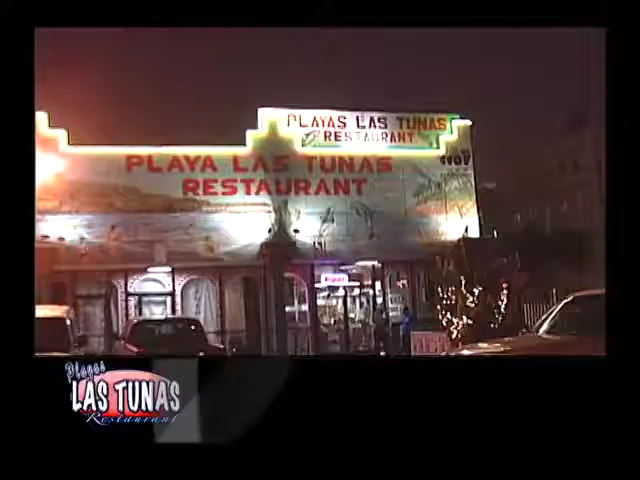 PLAYAS LAS TUNAS
RESTAURANT
PLAYA LAS TUNAS
RESTAURANT
Playas
LAS TUNAS
Restaurant